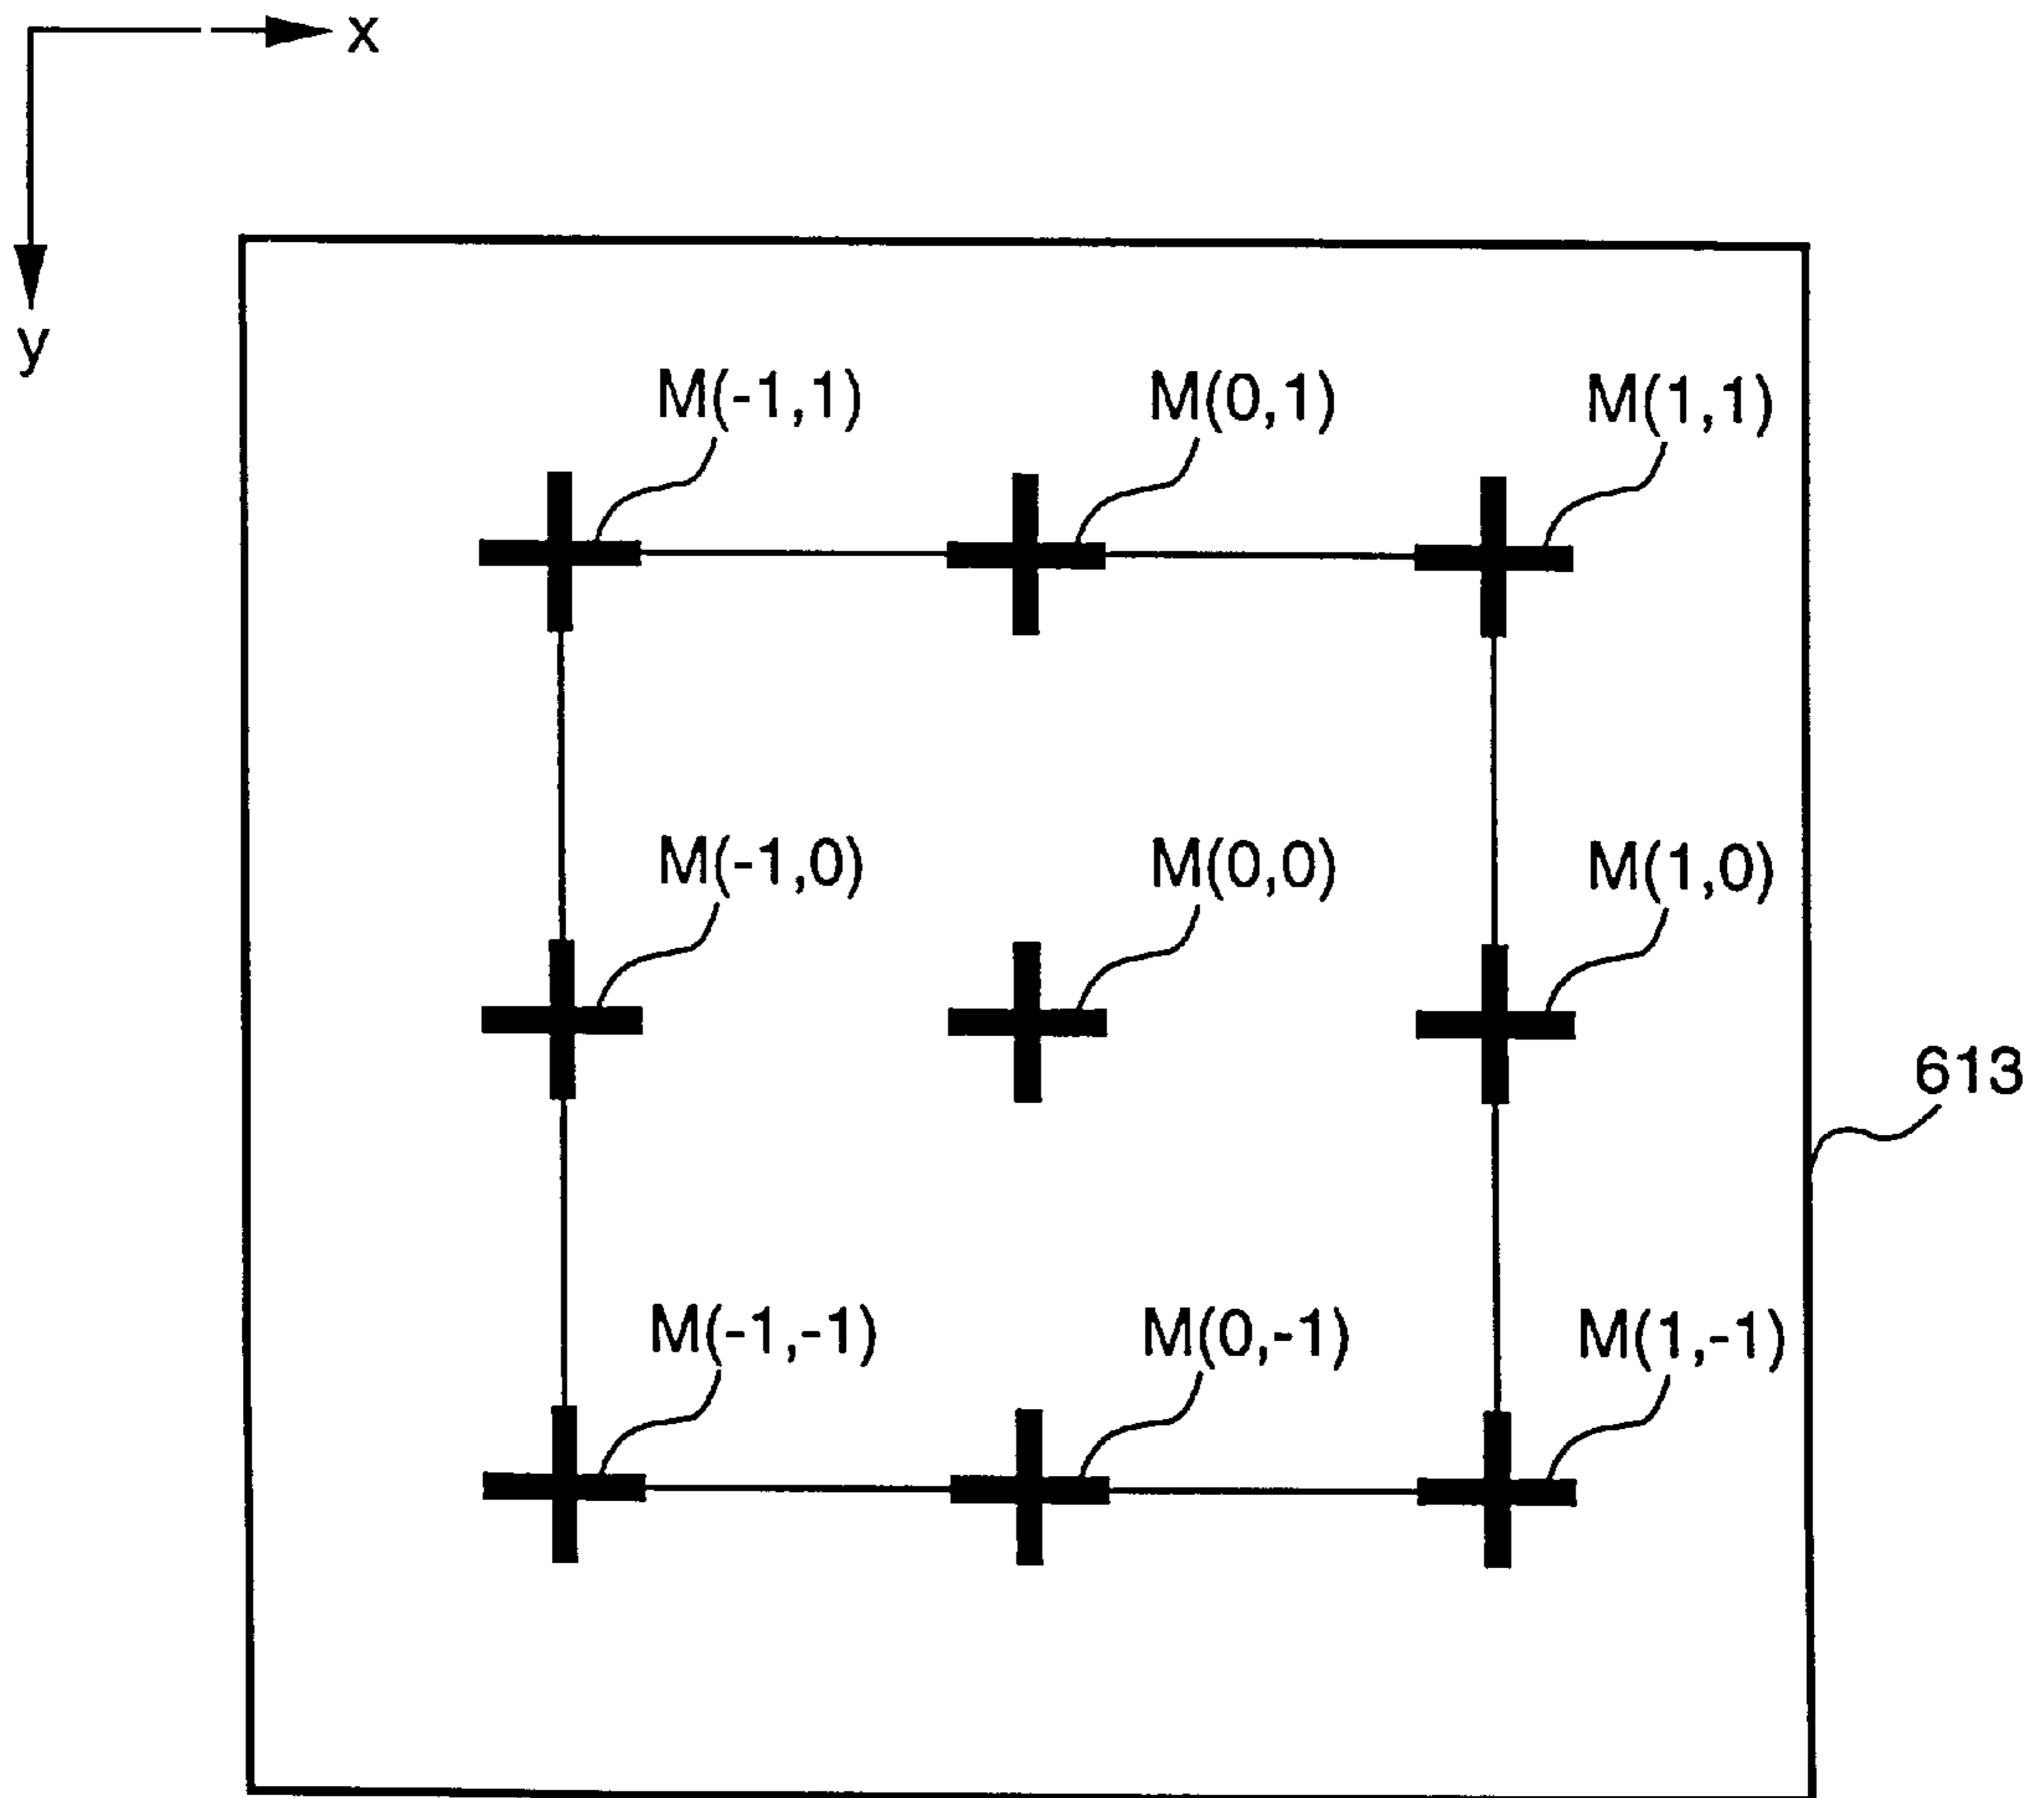 x
y
M(-1,1) M(0,1) M(1,1)
M(-1,0) M(0,0) M(1,0)
613
M(-1,-1) M(0,-1) M(1,-1)